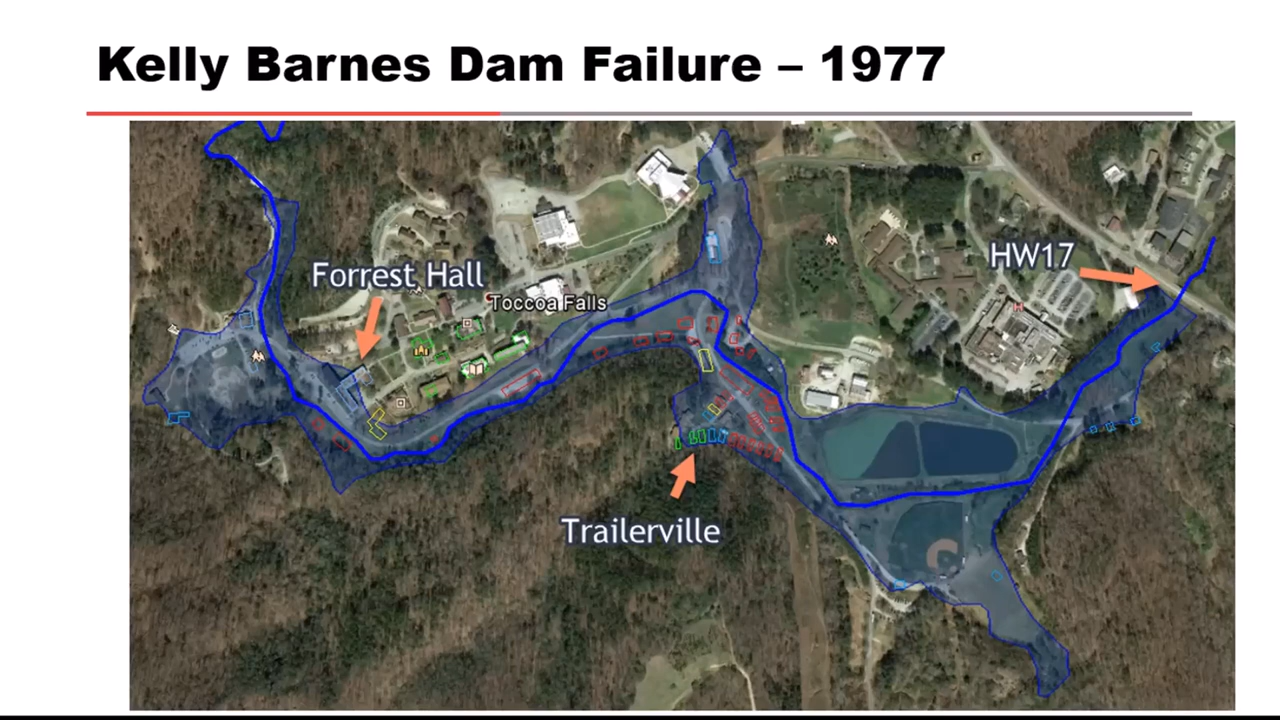 Kelly Barnes Dam Failure – 1977
HW17
Forrest Hall
Toccoa Falls
H
Trailerville